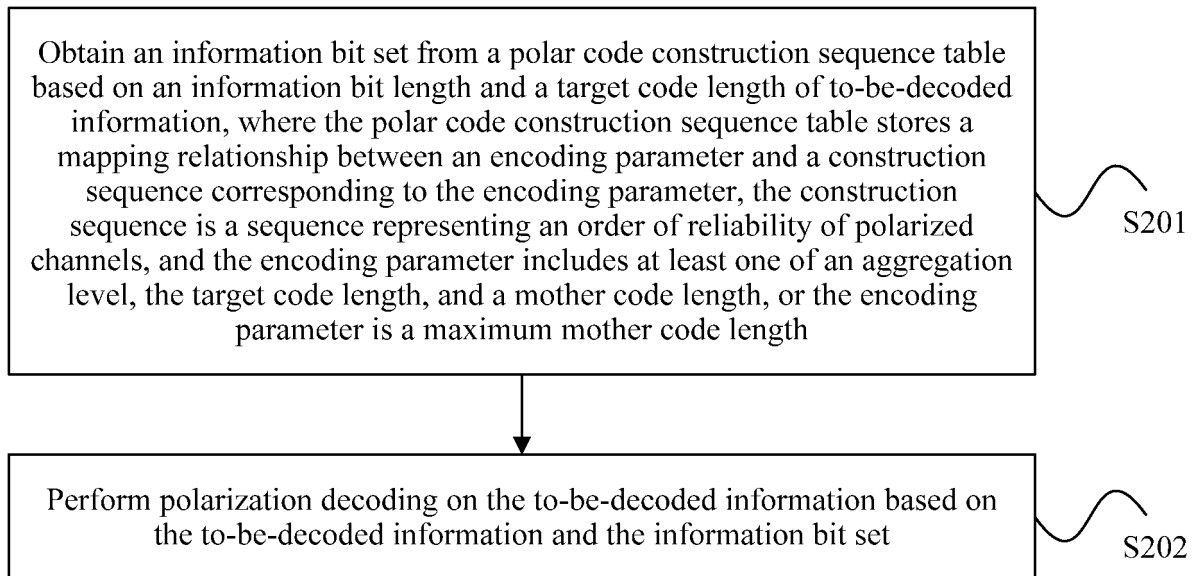 Obtain an information bit set from a polar code construction sequence table
based on an information bit length and a target code length of to-be-decoded
information, where the polar code construction sequence table stores a
mapping relationship between an encoding parameter and a construction
sequence corresponding to the encoding parameter, the construction
sequence is a sequence representing an order of reliability of polarized
channels, and the encoding parameter includes at least one of an aggregation
level, the target code length, and a mother code length, or the encoding
parameter is a maximum mother code length
S201
Perform polarization decoding on the to-be-decoded information based on
the to-be-decoded information and the information bit set
S202